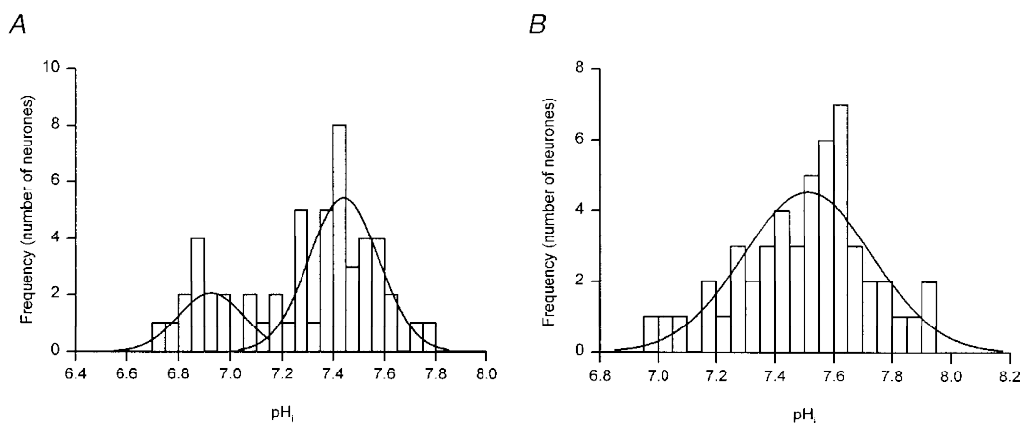 A
Frequency (number of neurones)
10
8
6
4
2
0
6.4 6.6 6.8 7.0 7.2 7.4 7.6 7.8 8.0
pHi
B
Frequency (number of neurones)
8
6
4
2
0
6.8 7.0 7.2 7.4 7.6 7.8 8.0 8.2
pHi